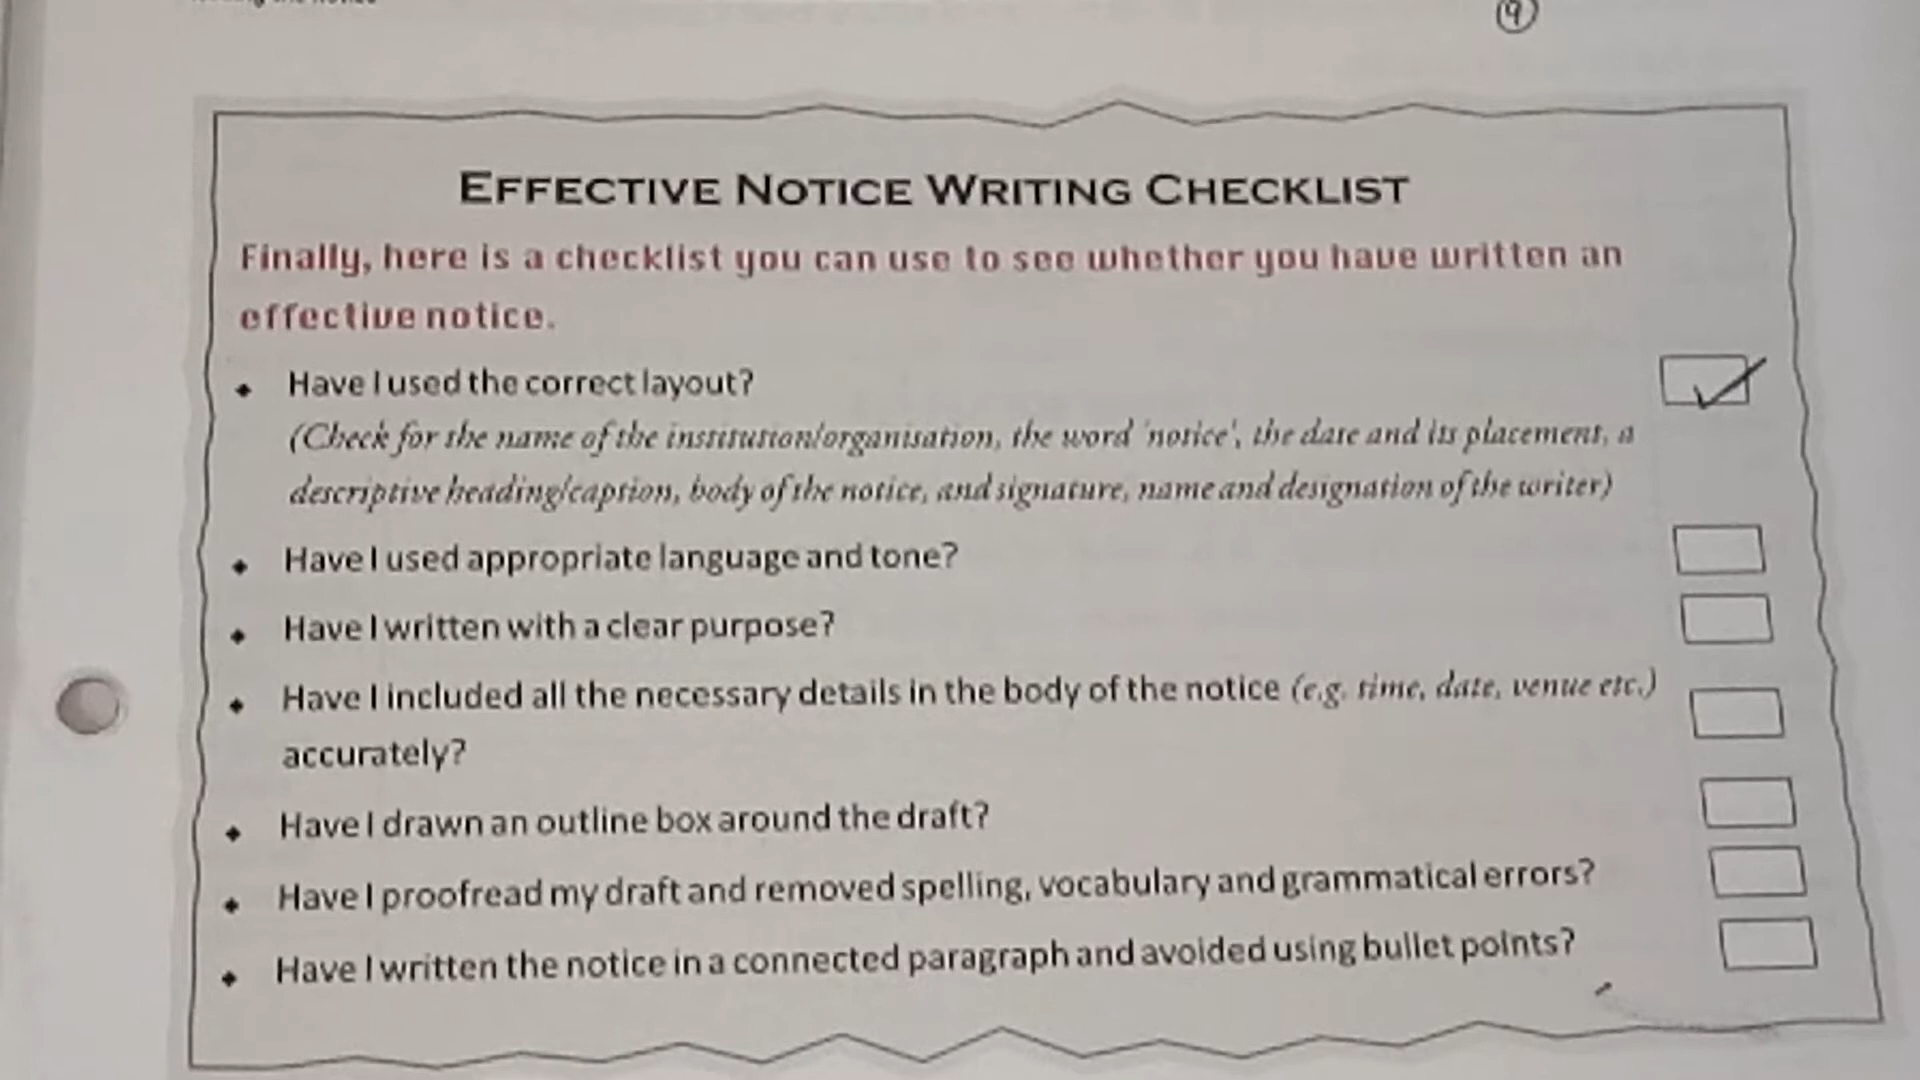 9
EFFECTIVE NOTICE WRITING CHECKLIST
Finally, here is a checklist you can use to see whether you have written an
effective notice.
Have I used the correct layout?
(Check for the name of the institution/organisation, the word 'notice', the date and its placement, a
descriptive heading/caption, body of the notice, and signature, name and designation of the writer)
Have I used appropriate language and tone?
Have I written with a clear purpose?
Have I included all the necessary details in the body of the notice (e.g. time, date, venue etc.)
accurately?
Have I drawn an outline box around the draft?
Have I proofread my draft and removed spelling, vocabulary and grammatical errors?
Have I written the notice in a connected paragraph and avoided using bullet points?